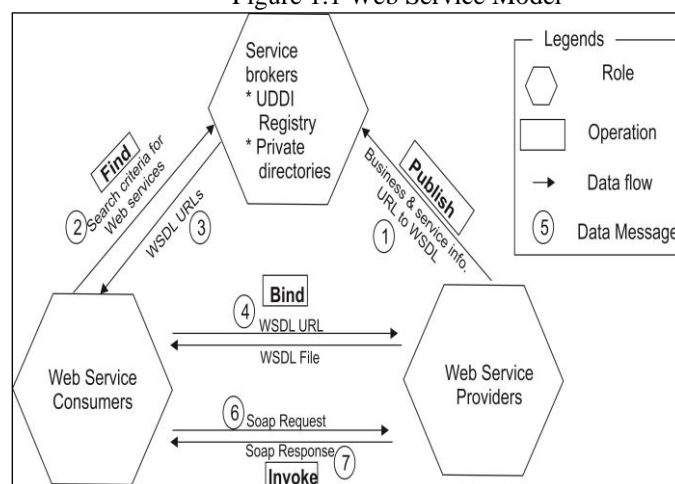 Figure 1.1 Web Service Model
Service
brokers
* UDDI
Registry
* Private
directories
Legends
Role
Operation
Data flow
5 Data Message
Find
2 Search criteria for
Web services
WSDL URLs
3
Publish
Business & service info.
URL to WSDL
1
Bind
4 WSDL URL
WSDL File
Web Service
Consumers
Web Service
Providers
6 Soap Request
Soap Response 7
Invoke